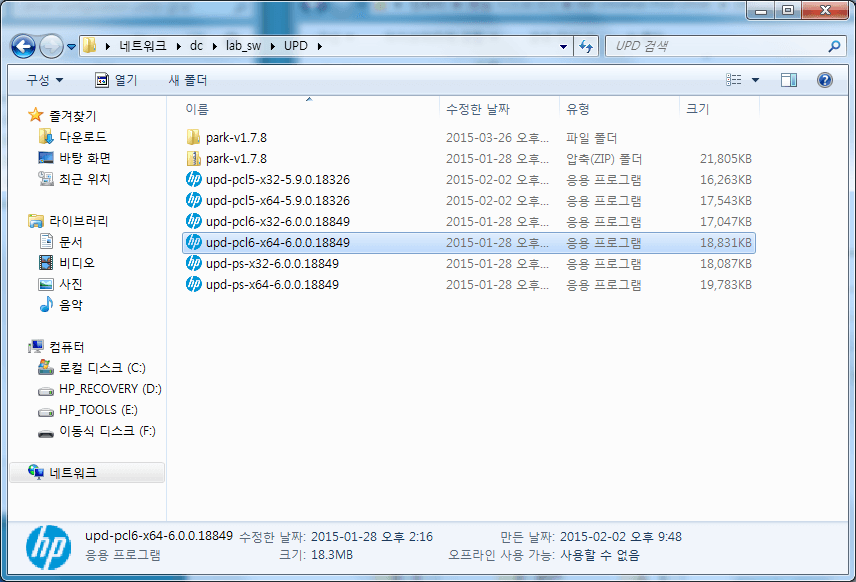 네트워크 dc lab_sw UPD UPD 검색
구성 열기 새 폴더
즐겨찾기
다운로드
바탕 화면
최근 위치
라이브러리
문서
비디오
사진
음악
컴퓨터
로컬 디스크 (C:)
HP_RECOVERY (D:)
HP_TOOLS (E:)
이동식 디스크 (F:)
네트워크
이름 수정한 날짜 유형 크기
park-v1.7.8 2015-03-26 오후... 파일 폴더
park-v1.7.8 2015-01-28 오후... 압축(ZIP) 폴더 21,805KB
hp upd-pcl5-x32-5.9.0.18326 2015-02-02 오후... 응용 프로그램 16,263KB
hp upd-pcl5-x64-5.9.0.18326 2015-02-02 오후... 응용 프로그램 17,543KB
hp upd-pcl6-x32-6.0.0.18849 2015-01-28 오후... 응용 프로그램 17,047KB
hp upd-pcl6-x64-6.0.0.18849 2015-01-28 오후... 응용 프로그램 18,831KB
hp upd-ps-x32-6.0.0.18849 2015-01-28 오후... 응용 프로그램 18,087KB
hp upd-ps-x64-6.0.0.18849 2015-01-28 오후... 응용 프로그램 19,783KB
hp
upd-pcl6-x64-6.0.0.18849 수정한 날짜: 2015-01-28 오후 2:16 만든 날짜: 2015-02-02 오후 9:48
응용 프로그램 크기: 18.3MB 오프라인 사용 가능: 사용할 수 없음